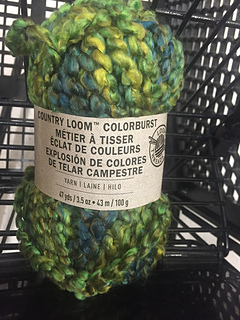 COUNTRY LOOM™ COLORBURST
MÉTIER À TISSER
ÉCLAT DE COULEURS
EXPLOSIÓN DE COLORES
DE TELAR CAMPESTRE
YARN | LAINE | HILO
47 yds / 3.5 oz • 43 m / 100 g